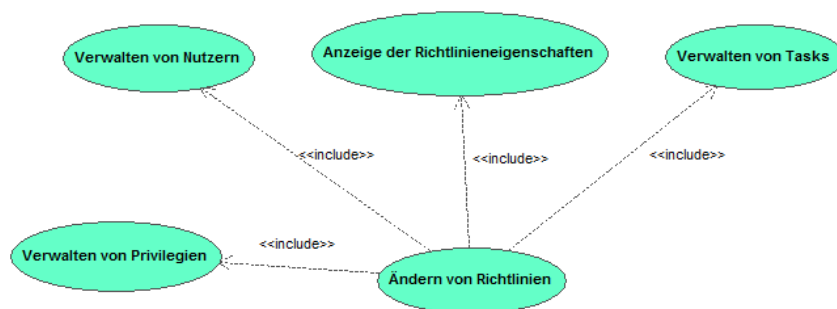 Verwalten von Nutzern
Anzeige der Richtlinieneigenschaften
Verwalten von Tasks
<<include>>
<<include>>
<<include>>
<<include>>
Verwalten von Privilegien
Ändern von Richtlinien